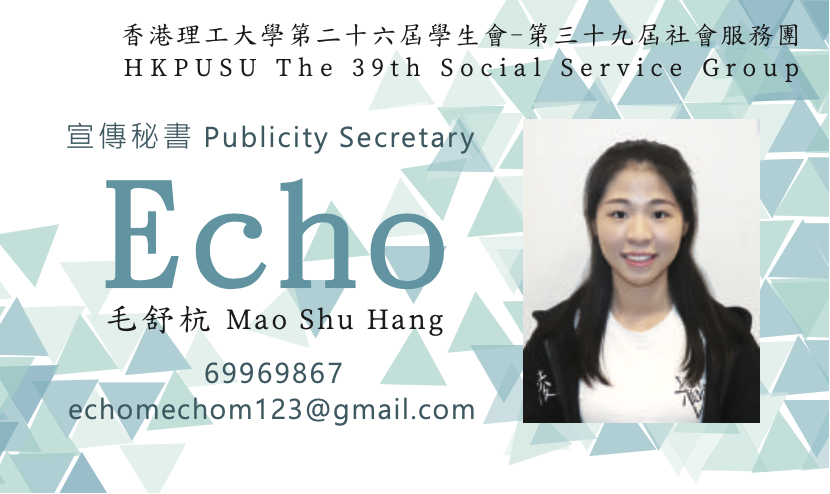 香港理工大學第二十六屆學生會-第三十九屆社會服務團
HKPUSU The 39th Social Service Group
宣傳秘書 Publicity Secretary
Echo
毛舒杭 Mao Shu Hang
69969867
echomechom123@gmail.com